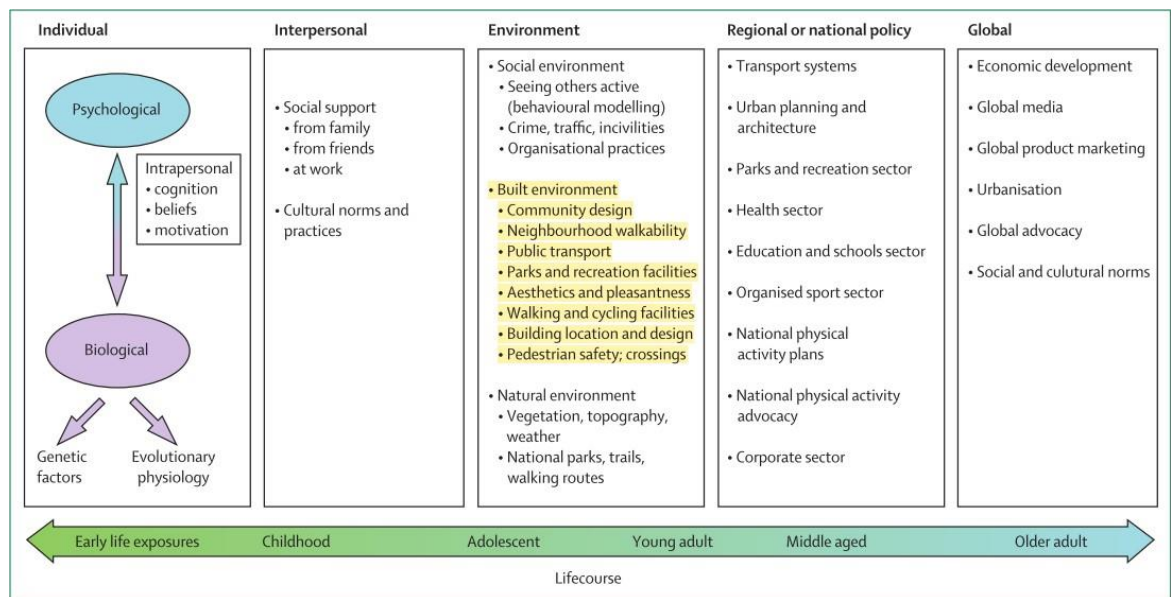 Individual
Psychological
Intrapersonal
• cognition
• beliefs
• motivation
Biological
Genetic
factors
Evolutionary
physiology
Interpersonal
• Social support
• from family
• from friends
• at work
• Cultural norms and
practices
Environment
• Social environment
• Seeing others active
(behavioural modelling)
• Crime, traffic, incivilities
• Organisational practices
• Built environment
• Community design
• Neighbourhood walkability
• Public transport
• Parks and recreation facilities
• Aesthetics and pleasantness
• Walking and cycling facilities
• Building location and design
• Pedestrian safety; crossings
• Natural environment
• Vegetation, topography,
weather
• National parks, trails,
walking routes
Regional or national policy
• Transport systems
• Urban planning and
architecture
• Parks and recreation sector
• Health sector
• Education and schools sector
• Organised sport sector
• National physical
activity plans
• National physical activity
advocacy
• Corporate sector
Global
• Economic development
• Global media
• Global product marketing
• Urbanisation
• Global advocacy
• Social and culutural norms
Early life exposures
Childhood
Adolescent
Young adult
Middle aged
Older adult
Lifecourse